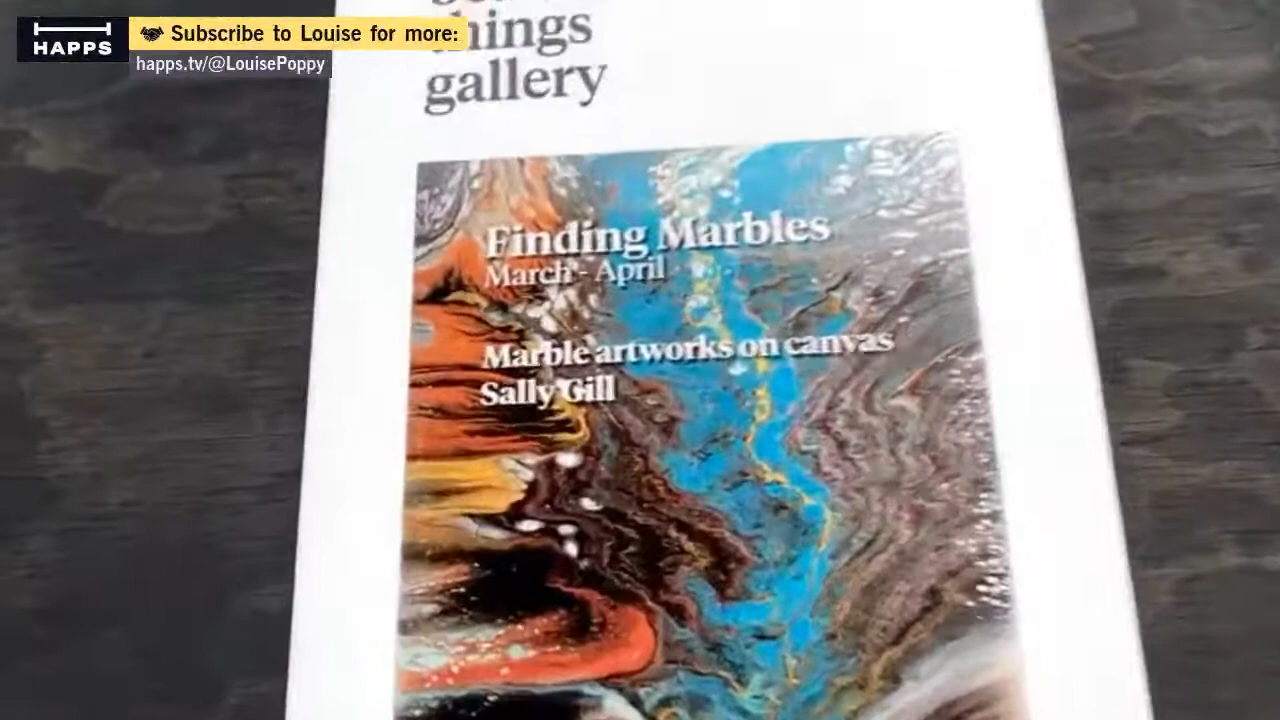 HAPPS
Subscribe to Louise for more:
happs.tv/@LouisePoppy
things
gallery
Finding Marbles
March - April
Marble artworks on canvas
Sally Gill